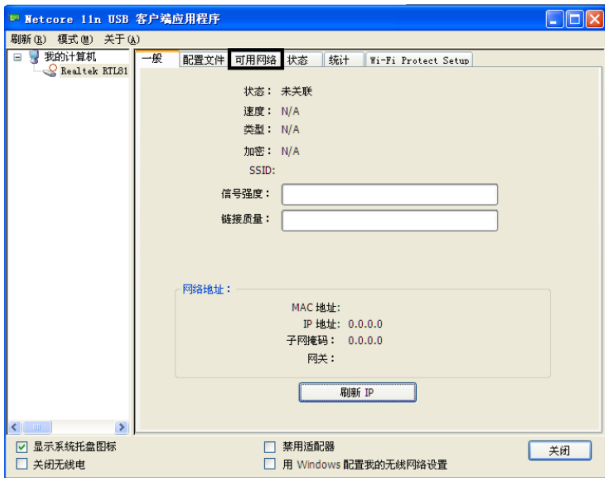 Netcore 11n USB 客户端应用程序
刷新(R) 模式(M) 关于(A)
我的计算机
Realtek RTL81
一般 配置文件 可用网络 状态 统计 Wi-Fi Protect Setup
状态： 未关联
速度： N/A
类型： N/A
加密： N/A
SSID:
信号强度：
链接质量：
网络地址：
MAC 地址:
IP 地址: 0.0.0.0
子网掩码： 0.0.0.0
网关：
刷新 IP
显示系统托盘图标 禁用适配器 关闭
关闭无线电 用 Windows 配置我的无线网络设置